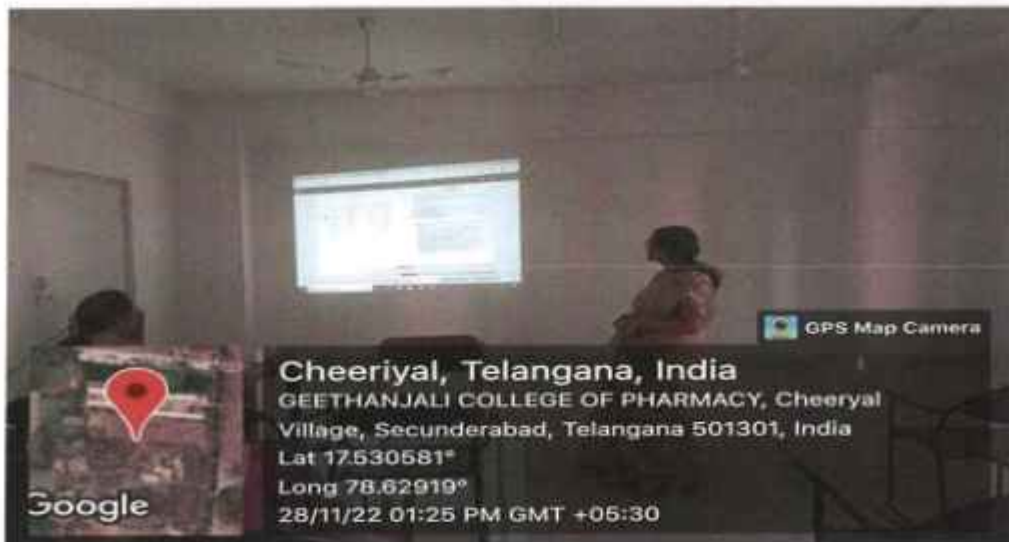 GPS Map Camera
Cheeriyal, Telangana, India
GEETHANJALI COLLEGE OF PHARMACY, Cheeryal
Village, Secunderabad, Telangana 501301, India
Lat 17.530581°
Long 78.62919°
28/11/22 01:25 PM GMT +05:30
Google